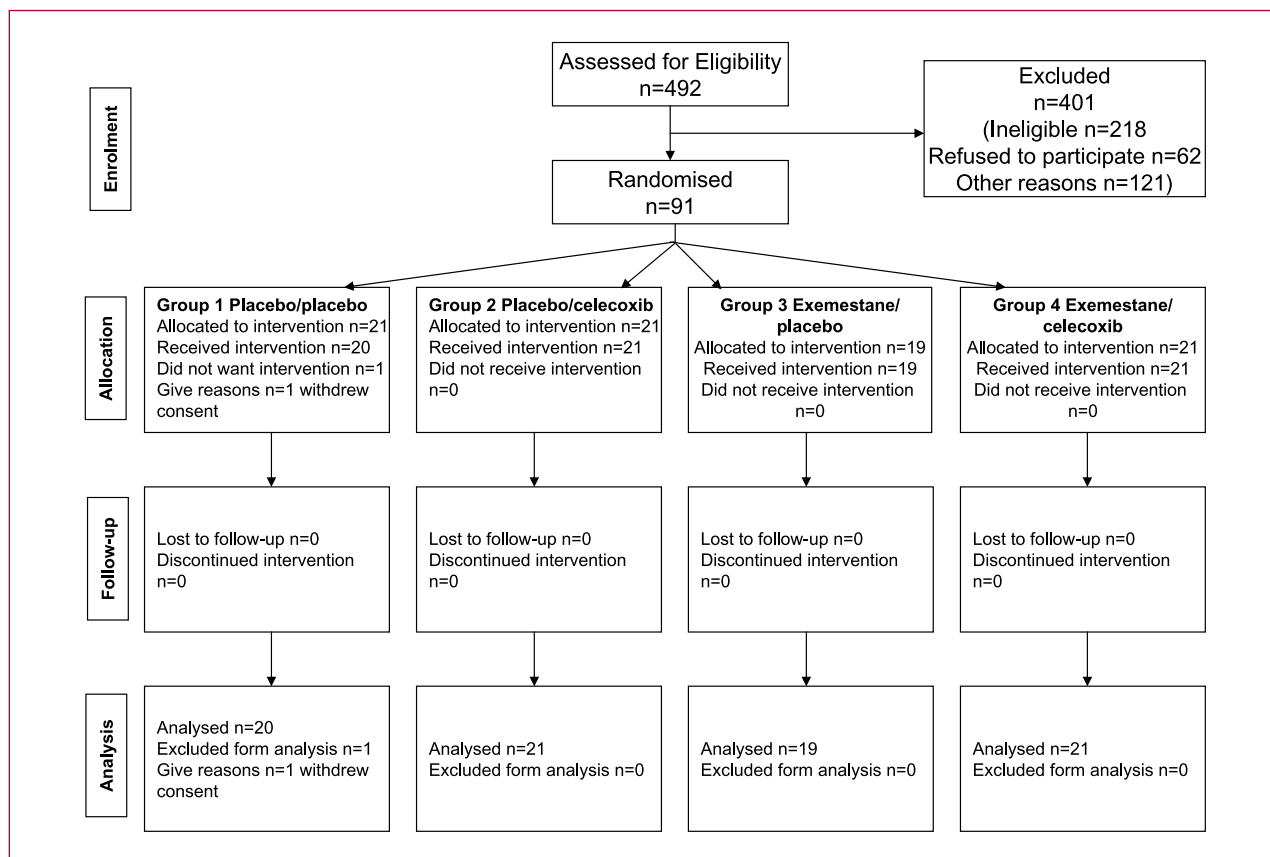 Enrolment
Assessed for Eligibility
n=492
Excluded
n=401
(Ineligible n=218
Refused to participate n=62
Other reasons n=121)
Randomised
n=91
Allocation
Group 1 Placebo/placebo
Allocated to intervention n=21
Received intervention n=20
Did not want intervention n=1
Give reasons n=1 withdrew
consent
Group 2 Placebo/celecoxib
Allocated to intervention n=21
Received intervention n=21
Did not receive intervention
n=0
Group 3 Exemestane/
placebo
Allocated to intervention n=19
Received intervention n=19
Did not receive intervention
n=0
Group 4 Exemestane/
celecoxib
Allocated to intervention n=21
Received intervention n=21
Did not receive intervention
n=0
Follow-up
Lost to follow-up n=0
Discontinued intervention
n=0
Lost to follow-up n=0
Discontinued intervention
n=0
Lost to follow-up n=0
Discontinued intervention
n=0
Lost to follow-up n=0
Discontinued intervention
n=0
Analysis
Analysed n=20
Excluded form analysis n=1
Give reasons n=1 withdrew
consent
Analysed n=21
Excluded form analysis n=0
Analysed n=19
Excluded form analysis n=0
Analysed n=21
Excluded form analysis n=0